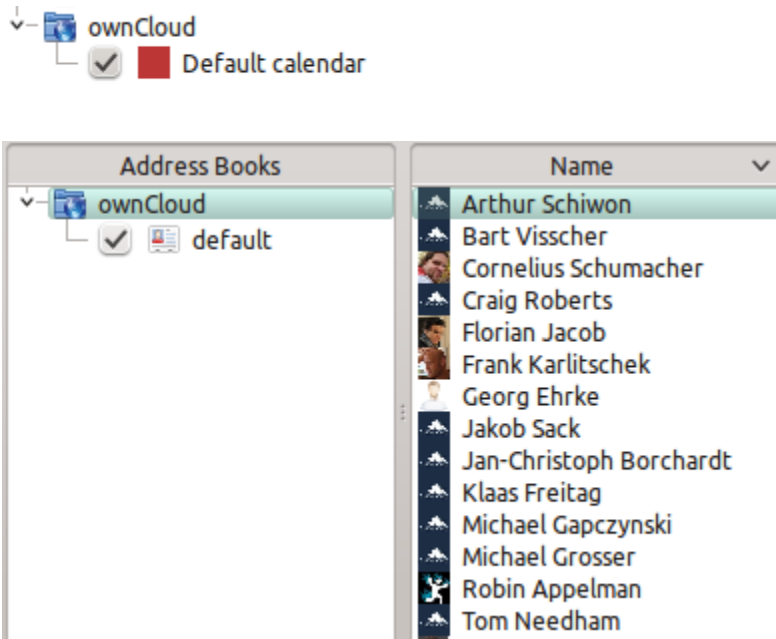 ownCloud
Default calendar
Address Books
ownCloud
default
Name
Arthur Schiwon
Bart Visscher
Cornelius Schumacher
Craig Roberts
Florian Jacob
Frank Karlitschek
Georg Ehrke
Jakob Sack
Jan-Christoph Borchardt
Klaas Freitag
Michael Gapczynski
Michael Grosser
Robin Appelman
Tom Needham